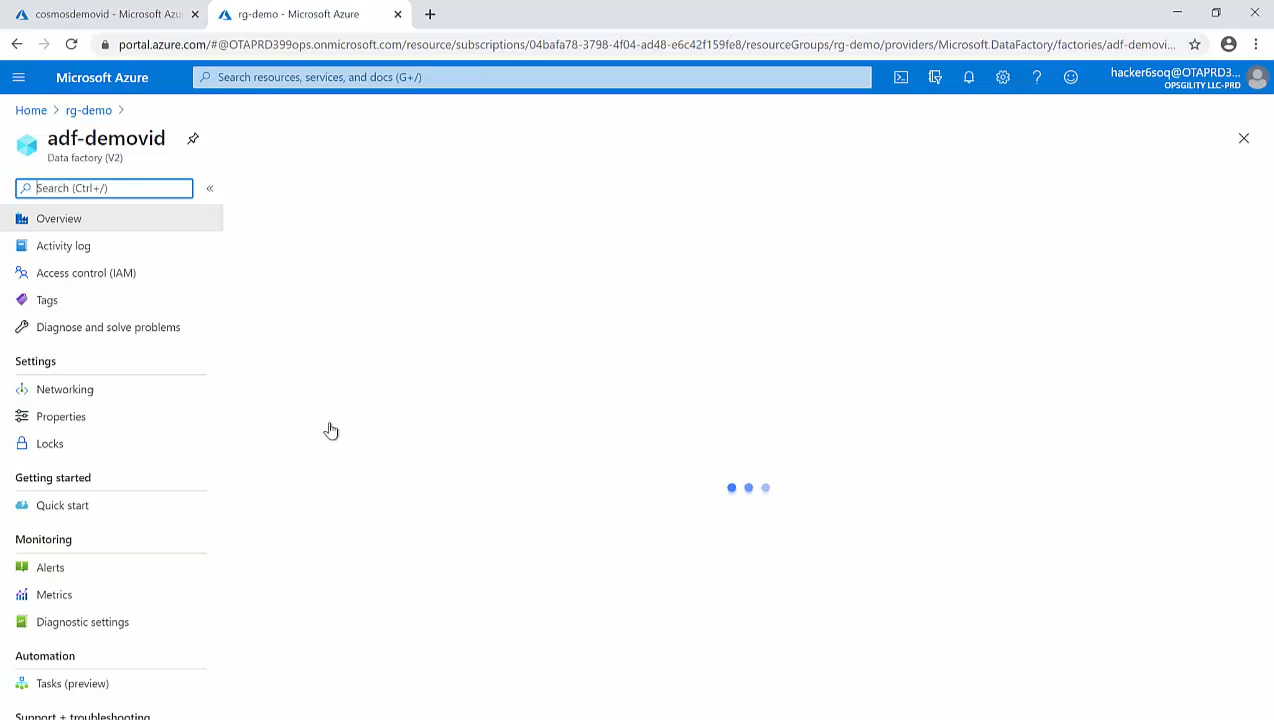 cosmosdemovid - Microsoft Azu
rg-demo - Microsoft Azure
portal.azure.com/#@OTAPRD399ops.onmicrosoft.com/resource/subscriptions/04bafa78-3798-4f04-ad48-e6c42f159fe8/resourceGroups/rg-demo/providers/Microsoft.DataFactory/factories/adf-demovi...
Microsoft Azure
Search resources, services, and docs (G+/)
hacker6soq@OTAPRD3...
OPSGILITY LLC-PRD
Home > rg-demo >
adf-demovid
Data factory (V2)
Search (Ctrl+/)
«
Overview
Activity log
Access control (IAM)
Tags
Diagnose and solve problems
Settings
Networking
Properties
Locks
Getting started
Quick start
Monitoring
Alerts
Metrics
Diagnostic settings
Automation
Tasks (preview)
Support + troubleshooting